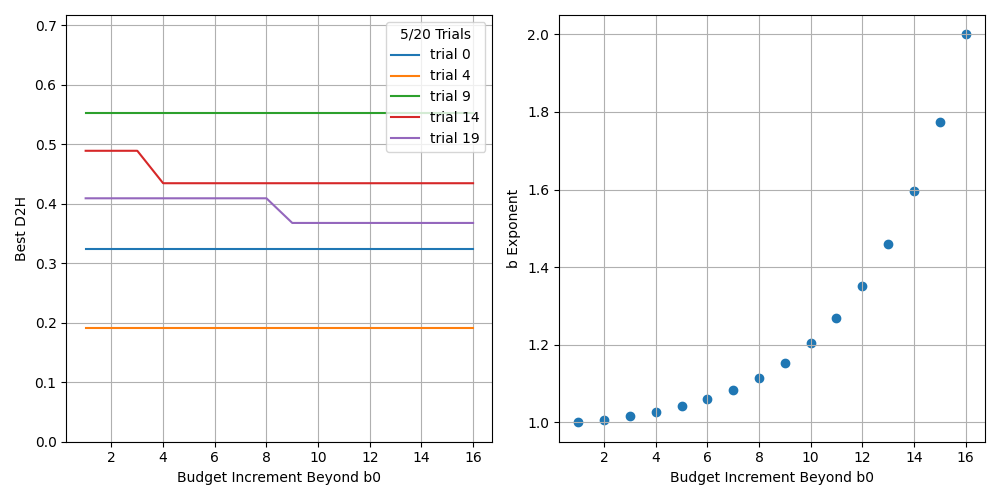 0.7
0.6
0.5
0.4
0.3
0.2
0.1
0.0
Best D2H
5/20 Trials
trial 0
trial 4
trial 9
trial 14
trial 19
2 4 6 8 10 12 14 16
Budget Increment Beyond b0
2.0
1.8
1.6
1.4
1.2
1.0
b Exponent
2 4 6 8 10 12 14 16
Budget Increment Beyond b0